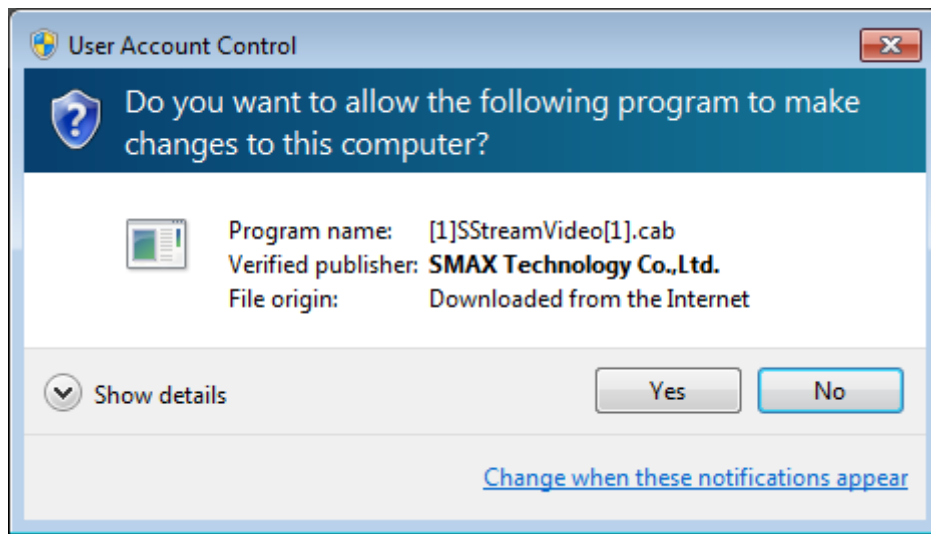 User Account Control
Do you want to allow the following program to make
changes to this computer?
Program name: [1]SStreamVideo[1].cab
Verified publisher: SMAX Technology Co.,Ltd.
File origin: Downloaded from the Internet
Show details Yes No
Change when these notifications appear